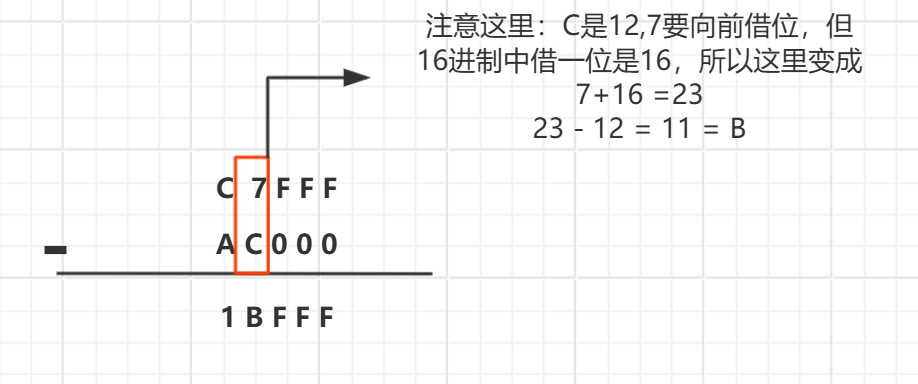 注意这里：C是12,7要向前借位，但
16进制中借一位是16，所以这里变成
7+16 =23
23 - 12 = 11 = B
C 7 F F F
- A C 0 0 0
1 B F F F